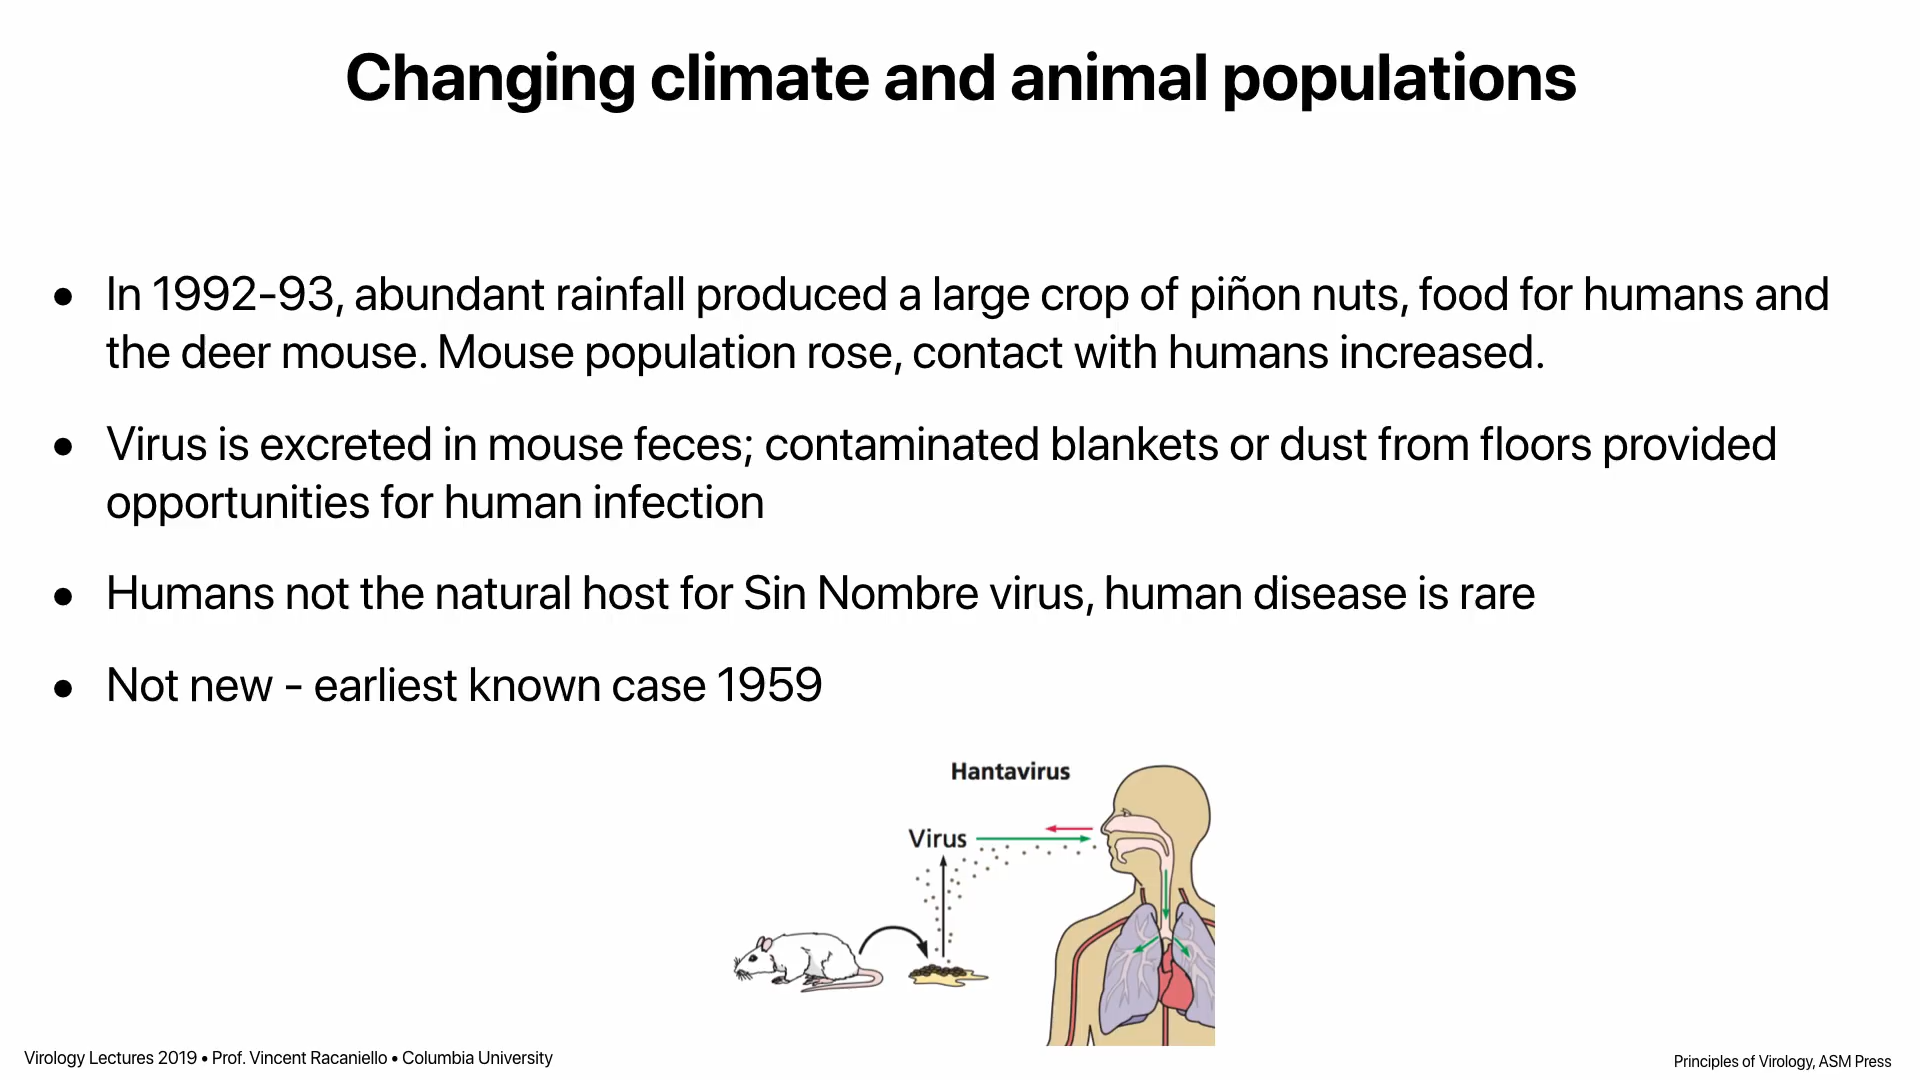 Changing climate and animal populations
● In 1992-93, abundant rainfall produced a large crop of piñon nuts, food for humans and
the deer mouse. Mouse population rose, contact with humans increased.
● Virus is excreted in mouse feces; contaminated blankets or dust from floors provided
opportunities for human infection
● Humans not the natural host for Sin Nombre virus, human disease is rare
● Not new - earliest known case 1959
Hantavirus
Virus
Virology Lectures 2019 • Prof. Vincent Racaniello • Columbia University
Principles of Virology, ASM Press